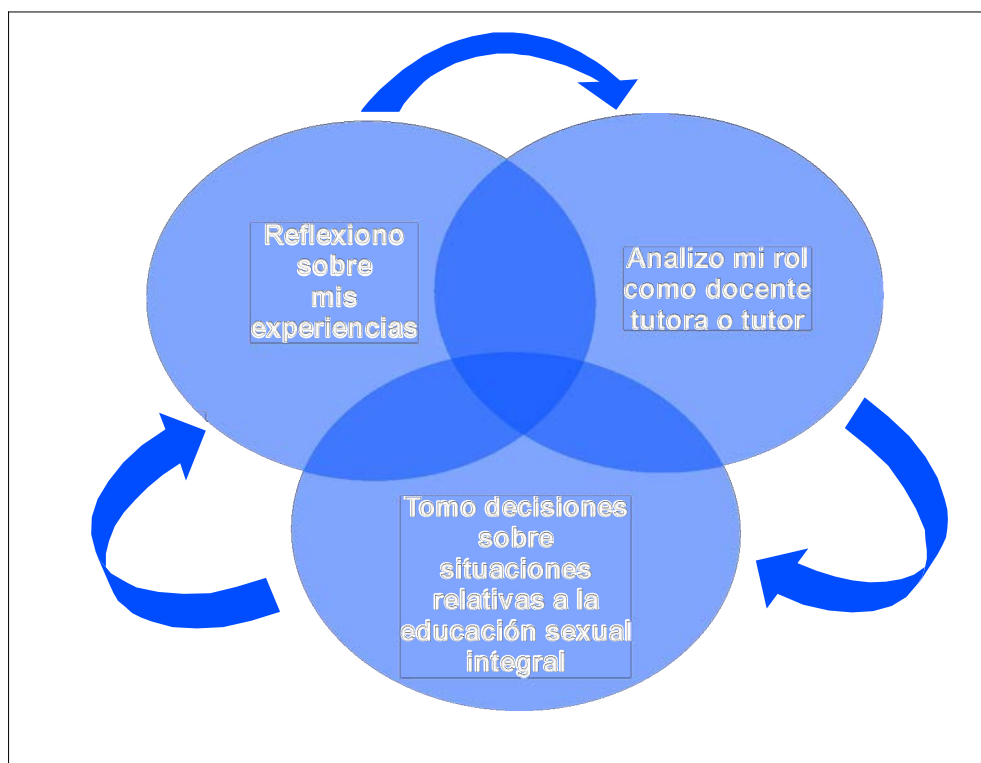 Reflexiono
sobre
mis
experiencias
Analizo mi rol
como docente
tutora o tutor
Tomo decisiones
sobre
situaciones
relativas a la
educación sexual
integral